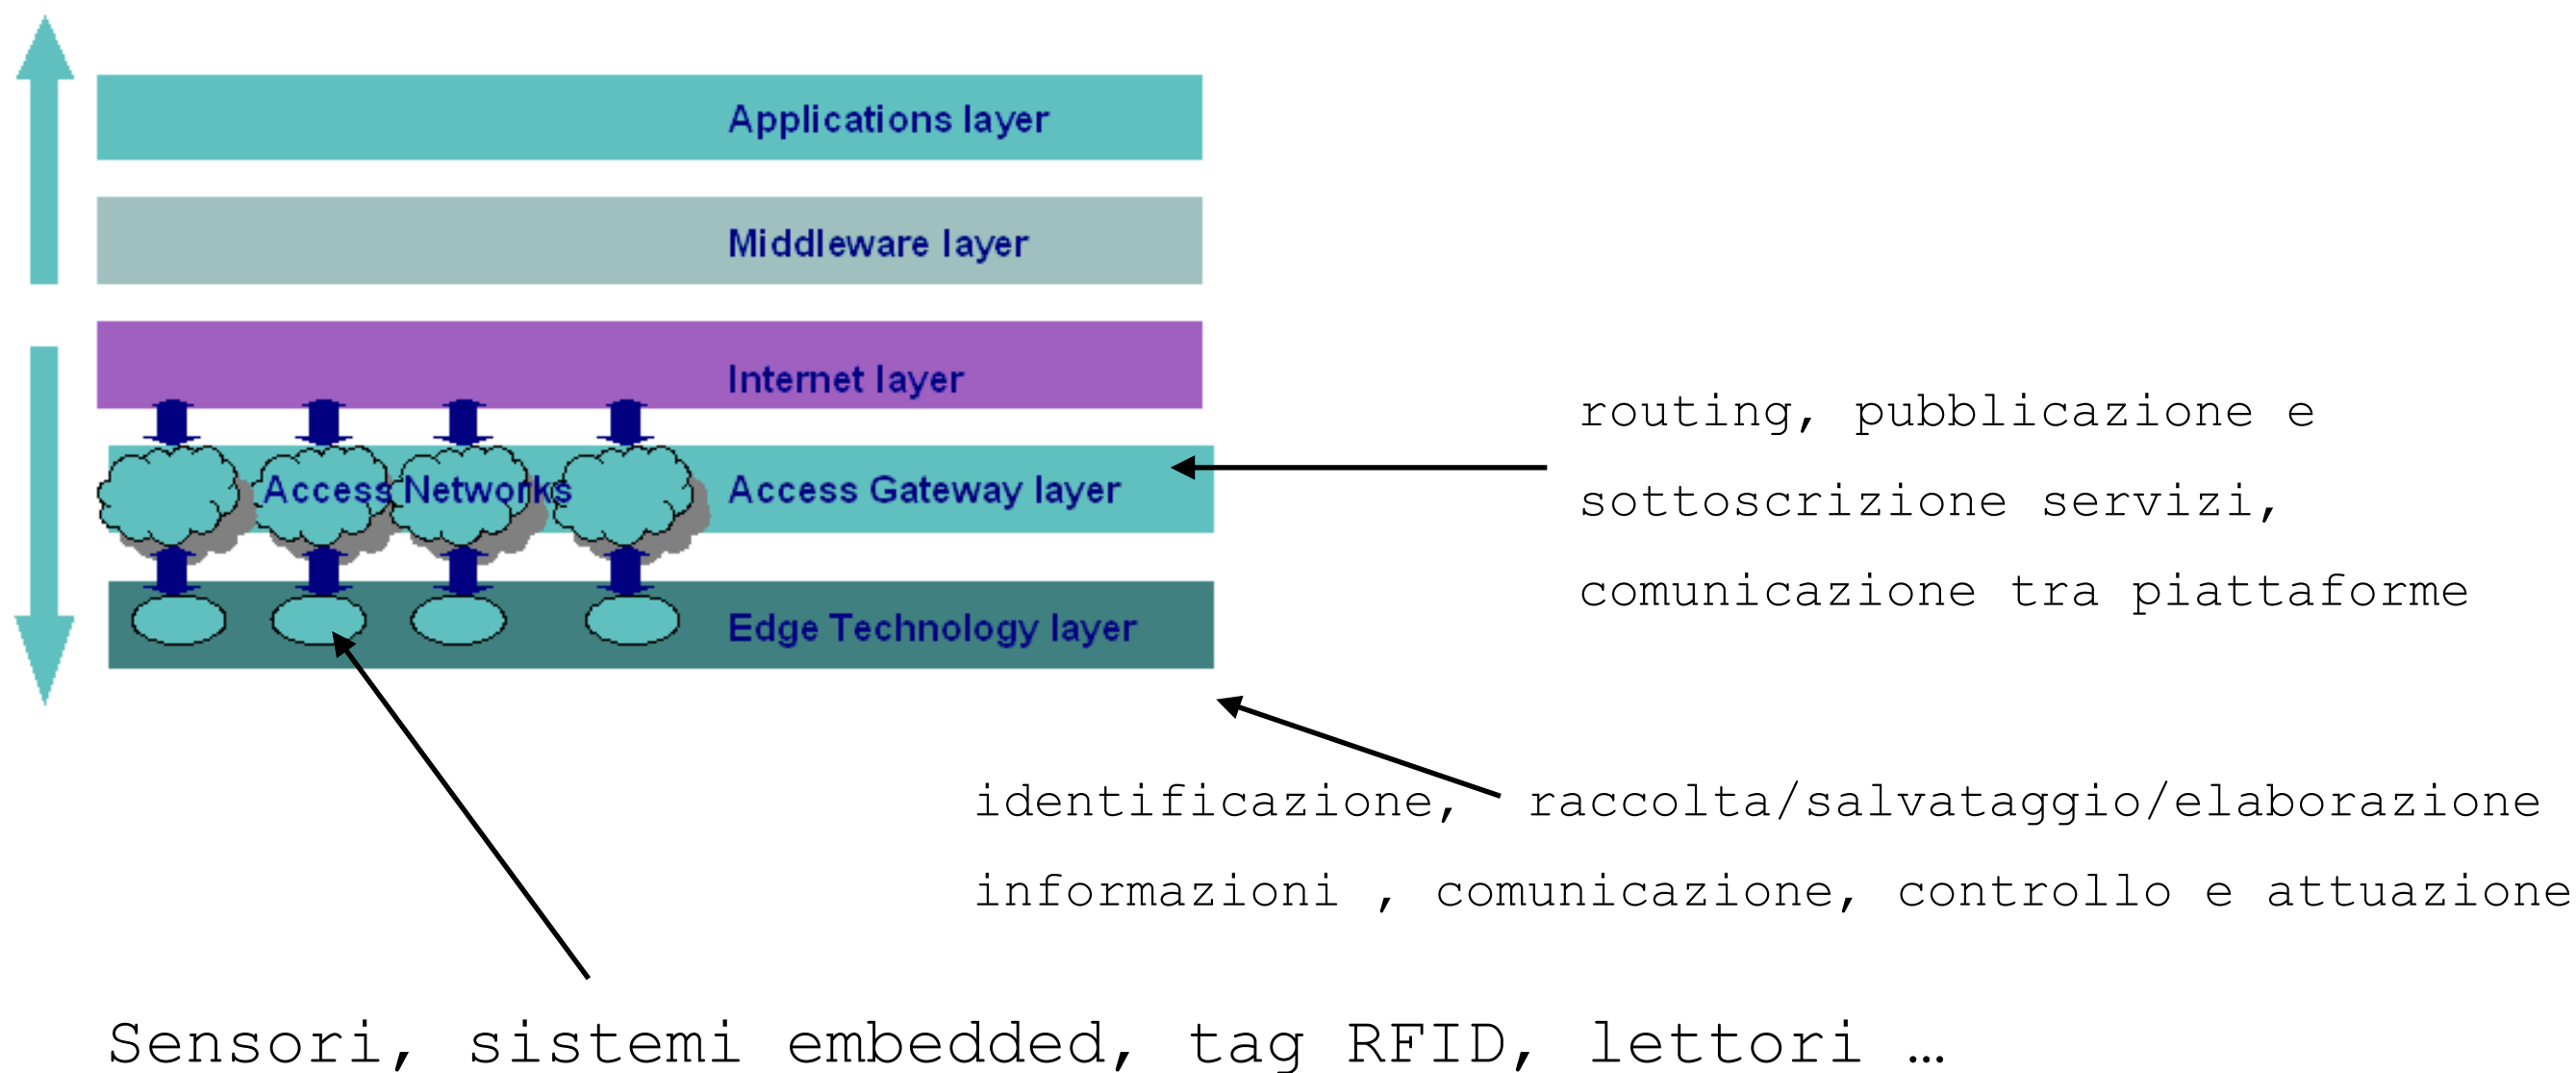 Applications layer
Middleware layer
Internet layer
routing, pubblicazione e
sottoscrizione servizi,
comunicazione tra piattaforme
Access Networks
Access Gateway layer
Edge Technology layer
identificazione, raccolta/salvataggio/elaborazione
informazioni , comunicazione, controllo e attuazione
Sensori, sistemi embedded, tag RFID, lettori …